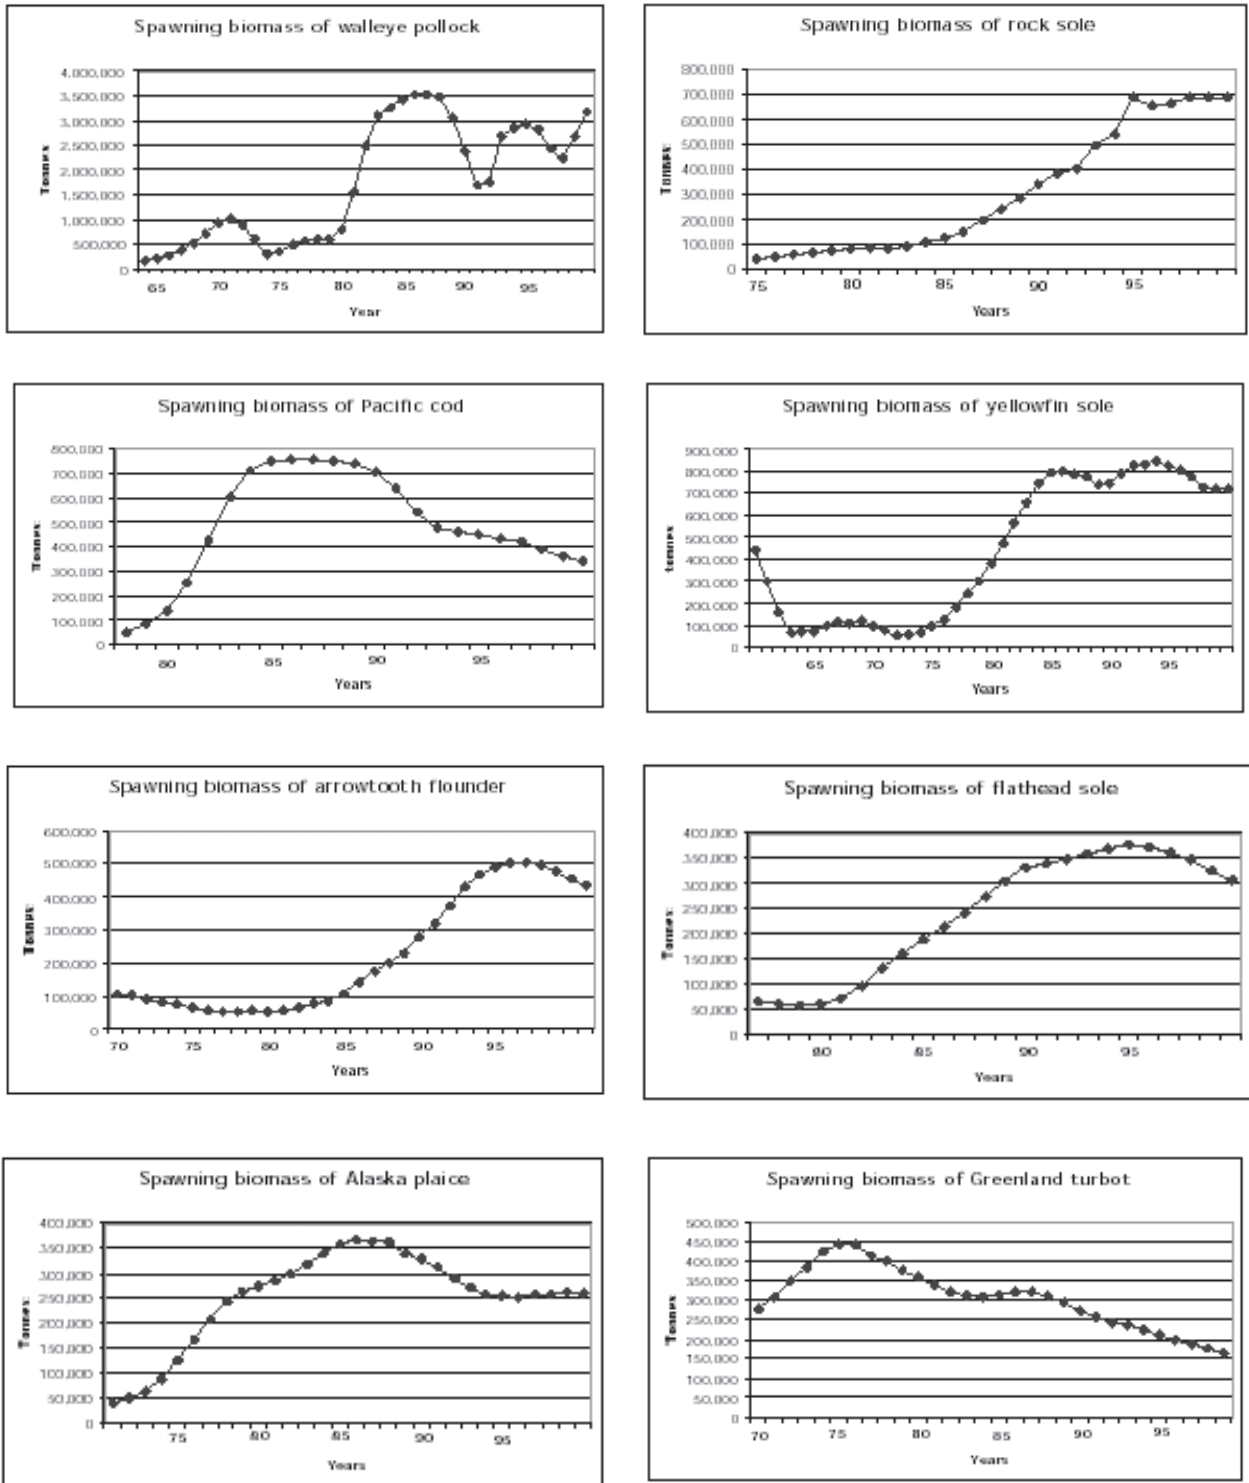 Spawning biomass of walleye pollock
4,000,000
3,500,000
3,000,000
2,500,000
2,000,000
1,500,000
1,000,000
500,000
0
Tonnes
65 70 75 80 85 90 95
Year
Spawning biomass of rock sole
800,000
700,000
600,000
500,000
400,000
300,000
200,000
100,000
0
Tonnes
75 80 85 90 95
Years
Spawning biomass of Pacific cod
800,000
700,000
600,000
500,000
400,000
300,000
200,000
100,000
0
Tonnes
80 85 90 95
Years
Spawning biomass of yellowfin sole
900,000
800,000
700,000
600,000
500,000
400,000
300,000
200,000
100,000
0
tonnes
65 70 75 80 85 90 95
Years
Spawning biomass of arrowtooth flounder
600,000
500,000
400,000
300,000
200,000
100,000
0
Tonnes
70 75 80 85 90 95
Years
Spawning biomass of flathead sole
400,000
350,000
300,000
250,000
200,000
150,000
100,000
50,000
0
Tonnes
80 85 90 95
Years
Spawning biomass of Alaska plaice
400,000
350,000
300,000
250,000
200,000
150,000
100,000
50,000
0
Tonnes
75 80 85 90 95
Years
Spawning biomass of Greenland turbot
500,000
450,000
400,000
350,000
300,000
250,000
200,000
150,000
100,000
50,000
0
Tonnes
70 75 80 85 90 95
Years